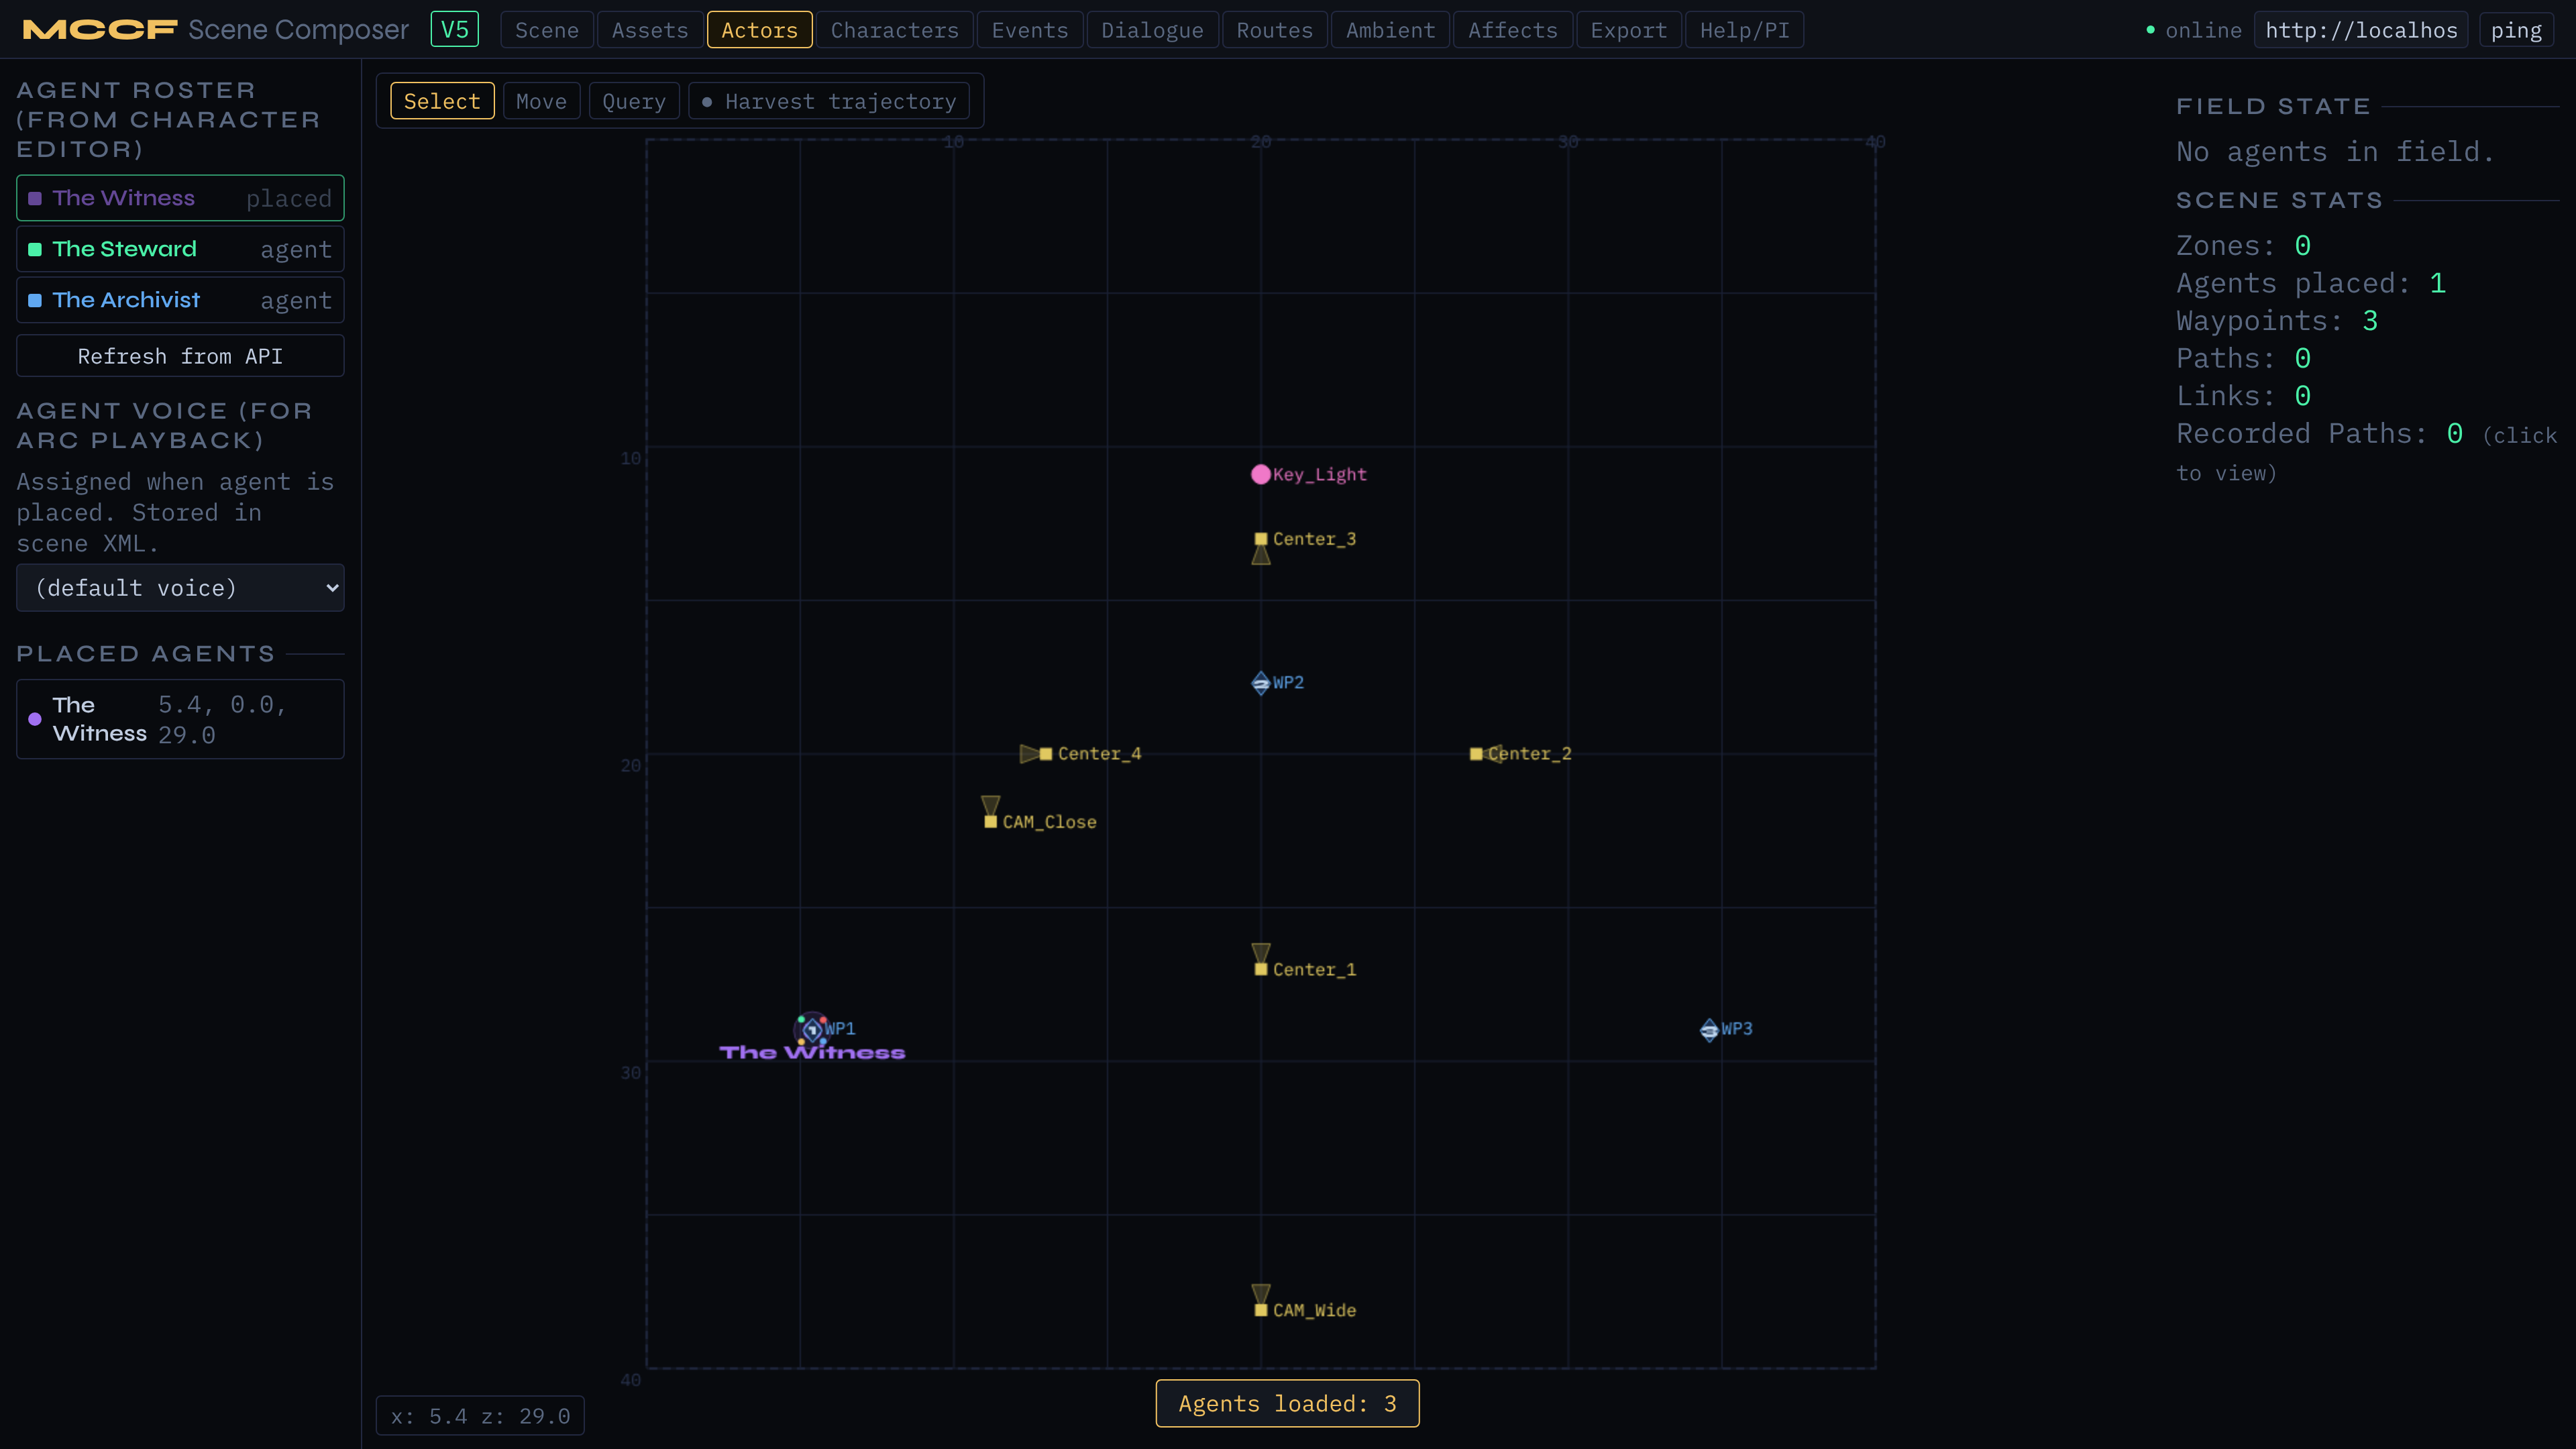 MCCF Scene Composer V5 Scene Assets Actors Characters Events Dialogue Routes Ambient Affects Export Help/PI online http://localhos ping
AGENT ROSTER
(FROM CHARACTER
EDITOR)
The Witness placed
The Steward agent
The Archivist agent
Refresh from API
AGENT VOICE (FOR
ARC PLAYBACK)
Assigned when agent is
placed. Stored in
scene XML.
(default voice)
PLACED AGENTS
The
Witness
5.4, 0.0,
29.0
Select Move Query Harvest trajectory
10 20 30 40
10
Key_Light
Center_3
2 WP2
20
Center_4
Center_2
CAM_Close
Center_1
1 WP1
The Witness
3 WP3
30
CAM_Wide
40
x: 5.4 z: 29.0
Agents loaded: 3
FIELD STATE
No agents in field.
SCENE STATS
Zones: 0
Agents placed: 1
Waypoints: 3
Paths: 0
Links: 0
Recorded Paths: 0 (click
to view)